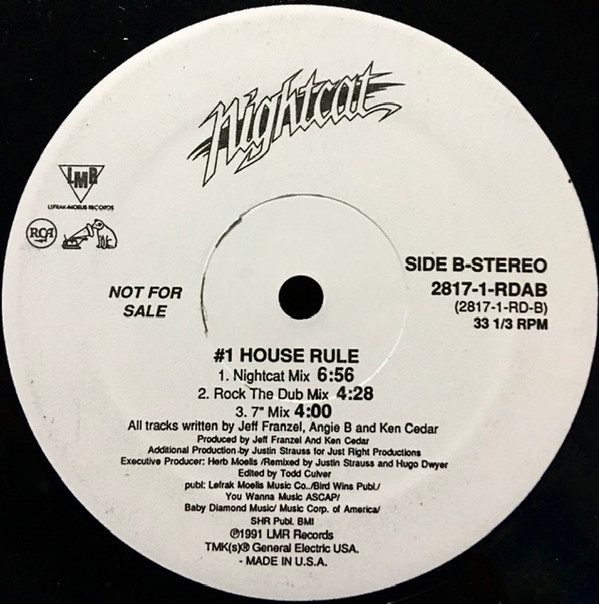 Nightcat
LMR
LEFRAK-MOELIS RECORDS
RCA
NOT FOR
SALE
SIDE B-STEREO
2817-1-RDAB
(2817-1-RD-B)
33 1/3 RPM
#1 HOUSE RULE
1. Nightcat Mix 6:56
2. Rock The Dub Mix 4:28
3. 7" Mix 4:00
All tracks written by Jeff Franzel, Angie B and Ken Cedar
Produced by Jeff Franzel And Ken Cedar
Additional Production by Justin Strauss for Just Right Productions
Executive Producer: Herb Moelis /Remixed by Justin Strauss and Hugo Dwyer
Edited by Todd Culver
publ: Lefrak Moelis Music Co../Bird Wins Publ./
You Wanna Music ASCAP/
Baby Diamond Music/ Music Corp. of America/
SHR Publ. BMI
℗1991 LMR Records
TMK(s)® General Electric USA.
- MADE IN U.S.A.